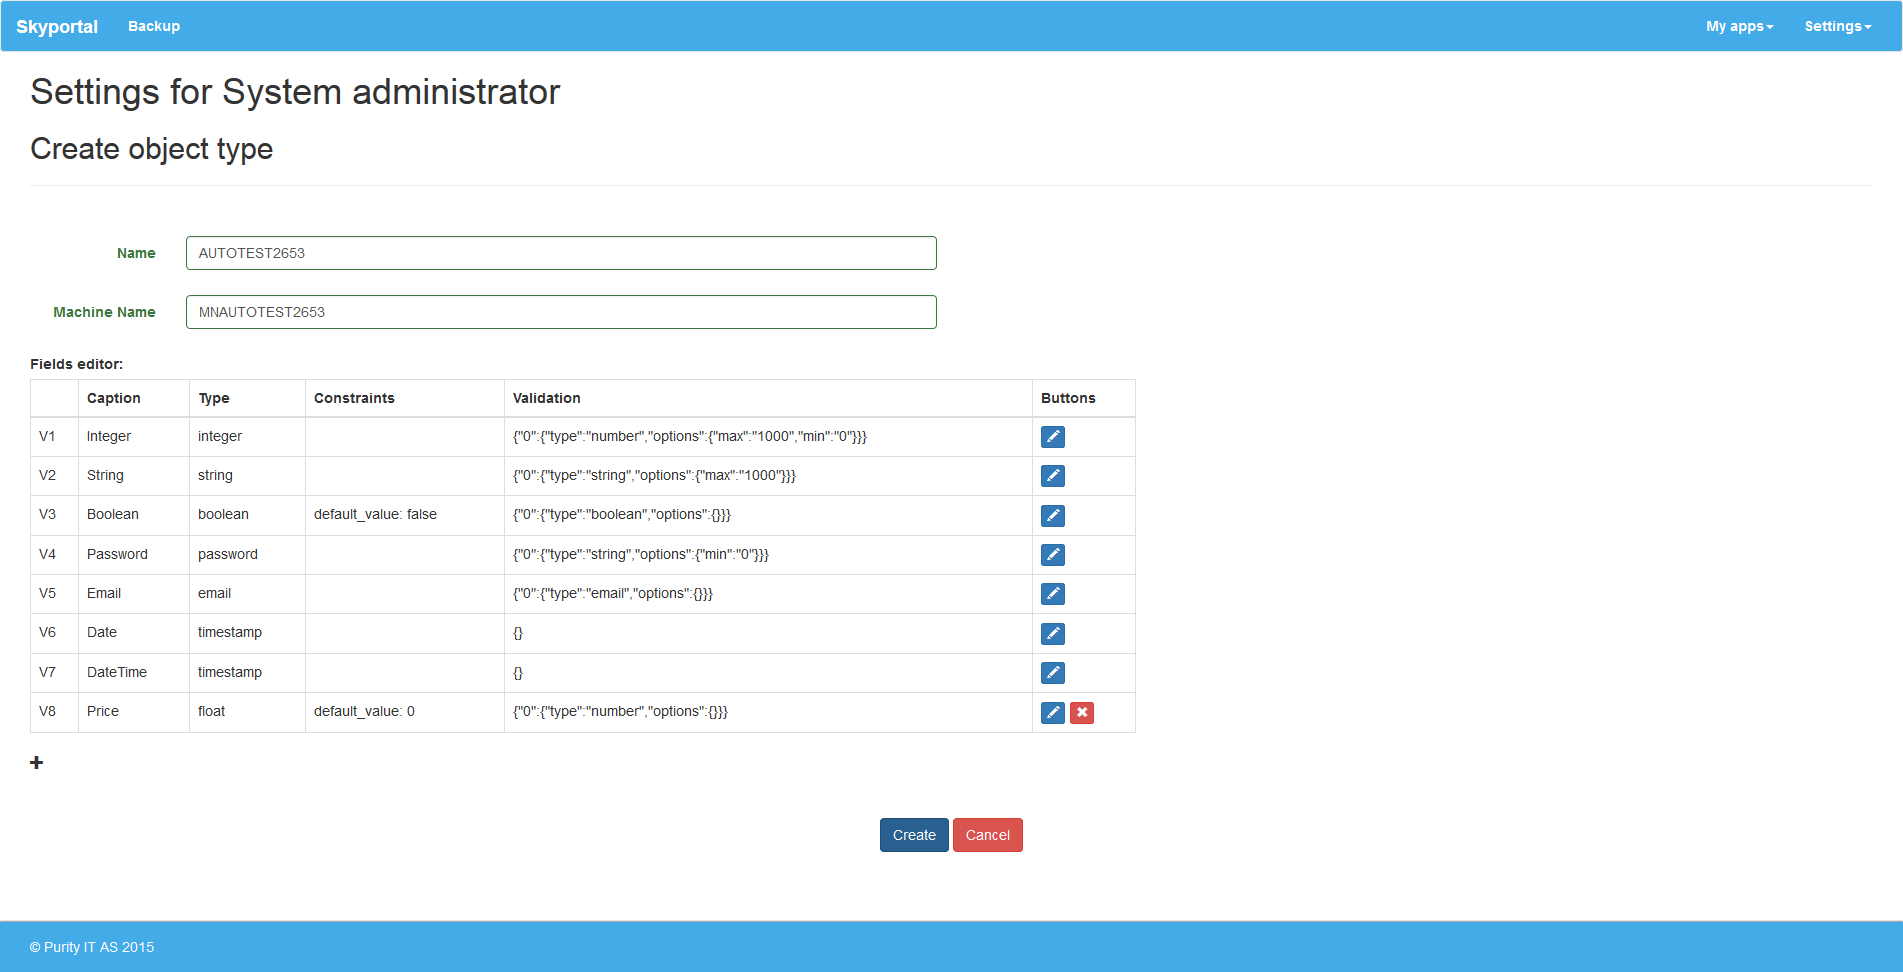 Skyportal Backup My apps Settings
Settings for System administrator
Create object type
Name AUTOTEST2653
Machine Name MNAUTOTEST2653
Fields editor:
Caption Type Constraints Validation Buttons
V1 Integer integer {"0":{"type":"number","options":{"max":"1000","min":"0"}}}
V2 String string {"0":{"type":"string","options":{"max":"1000"}}}
V3 Boolean boolean default_value: false {"0":{"type":"boolean","options":{}}}
V4 Password password {"0":{"type":"string","options":{"min":"0"}}}
V5 Email email {"0":{"type":"email","options":{}}}
V6 Date timestamp {}
V7 DateTime timestamp {}
V8 Price float default_value: 0 {"0":{"type":"number","options":{}}}
Create Cancel
© Purity IT AS 2015